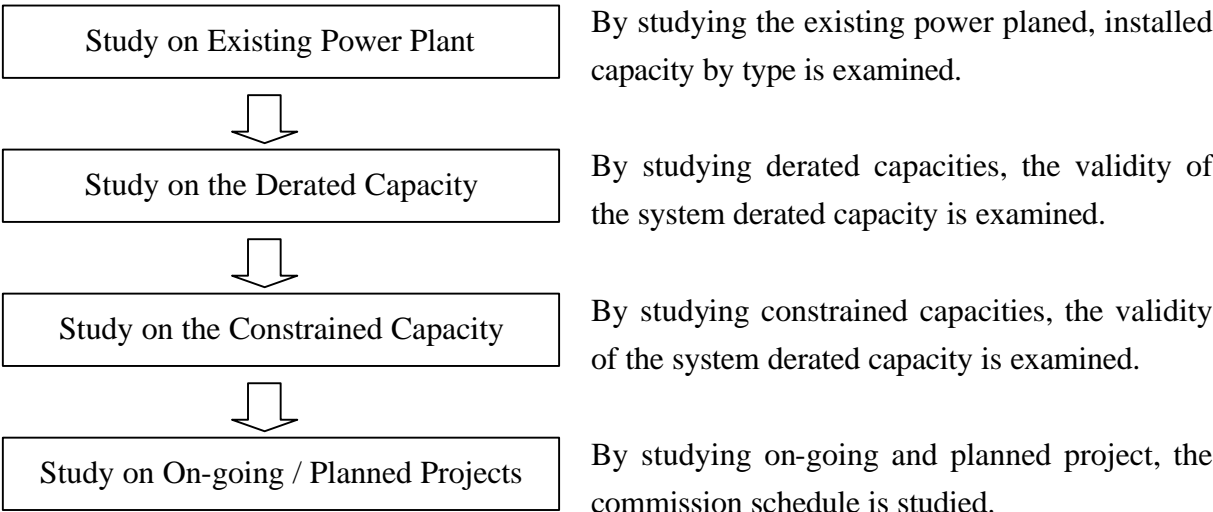 Study on Existing Power Plant
By studying the existing power planed, installed
capacity by type is examined.
Study on the Derated Capacity
By studying derated capacities, the validity of
the system derated capacity is examined.
Study on the Constrained Capacity
By studying constrained capacities, the validity
of the system derated capacity is examined.
Study on On-going / Planned Projects
By studying on-going and planned project, the
commission schedule is studied.